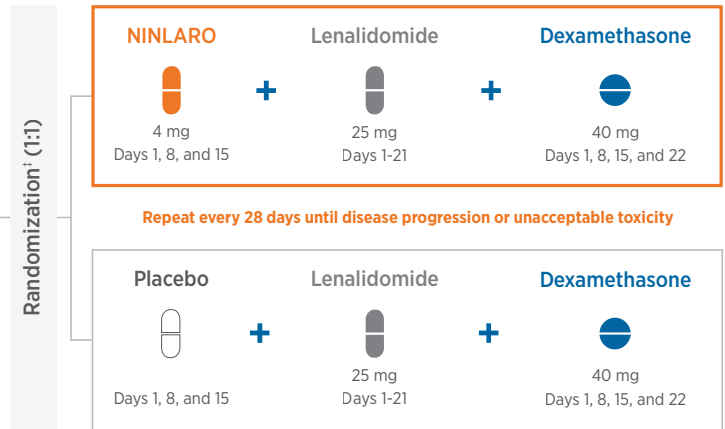 Randomization‡ (1:1)
NINLARO Lenalidomide Dexamethasone
+ +
4 mg 25 mg 40 mg
Days 1, 8, and 15 Days 1-21 Days 1, 8, 15, and 22
Repeat every 28 days until disease progression or unacceptable toxicity
Placebo Lenalidomide Dexamethasone
+ +
25 mg 40 mg
Days 1, 8, and 15 Days 1-21 Days 1, 8, 15, and 22